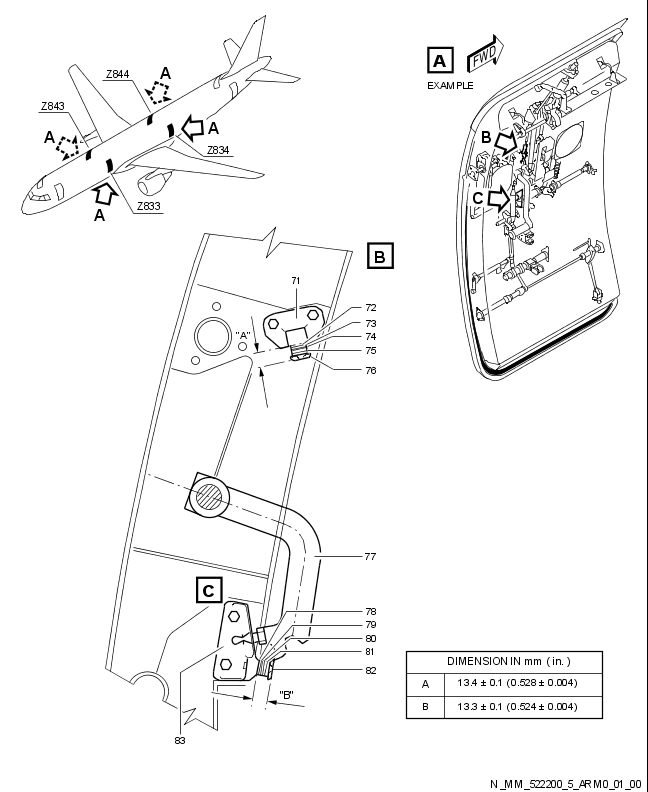 Z844
A
Z843
A
A
Z834
Z833
A
A
FWD
EXAMPLE
B
C
B
71
72
73
74
75
76
"A"
77
C
78
79
80
81
82
"B"
83
DIMENSION IN mm ( in. )
A 13.4 ± 0.1 (0.528 ± 0.004)
B 13.3 ± 0.1 (0.524 ± 0.004)
N_MM_522200_5_ARM0_01_00